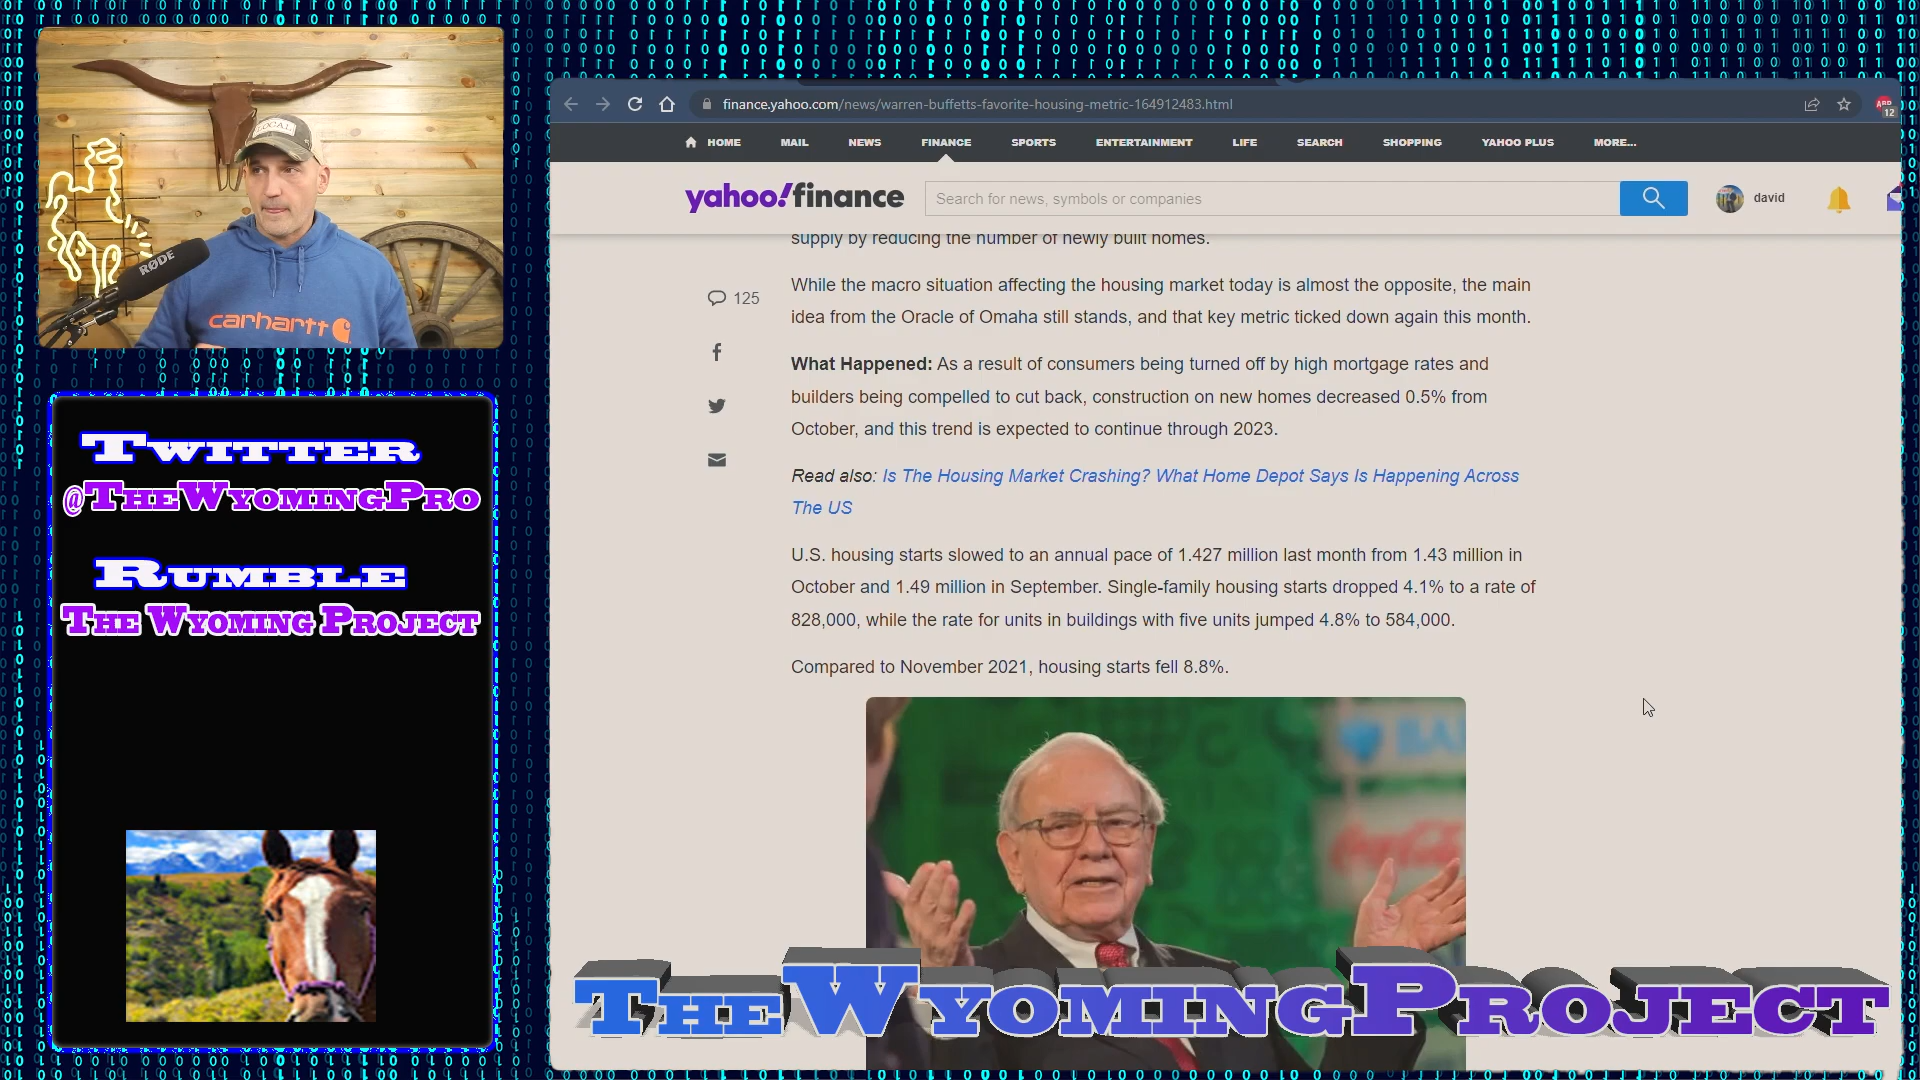 LOCAL
RØDE
carhartt
TWITTER
@THEWYOMINGPRO
RUMBLE
THE WYOMING PROJECT
finance.yahoo.com/news/warren-buffetts-favorite-housing-metric-164912483.html
ABP
12
HOME MAIL NEWS FINANCE SPORTS ENTERTAINMENT LIFE SEARCH SHOPPING YAHOO PLUS MORE...
yahoo!finance
Search for news, symbols or companies
david
supply by reducing the number of newly built homes.
125
While the macro situation affecting the housing market today is almost the opposite, the main
idea from the Oracle of Omaha still stands, and that key metric ticked down again this month.
What Happened: As a result of consumers being turned off by high mortgage rates and
builders being compelled to cut back, construction on new homes decreased 0.5% from
October, and this trend is expected to continue through 2023.
Read also: Is The Housing Market Crashing? What Home Depot Says Is Happening Across
The US
U.S. housing starts slowed to an annual pace of 1.427 million last month from 1.43 million in
October and 1.49 million in September. Single-family housing starts dropped 4.1% to a rate of
828,000, while the rate for units in buildings with five units jumped 4.8% to 584,000.
Compared to November 2021, housing starts fell 8.8%.
Coca-Cola
THEWYOMINGPROJECT